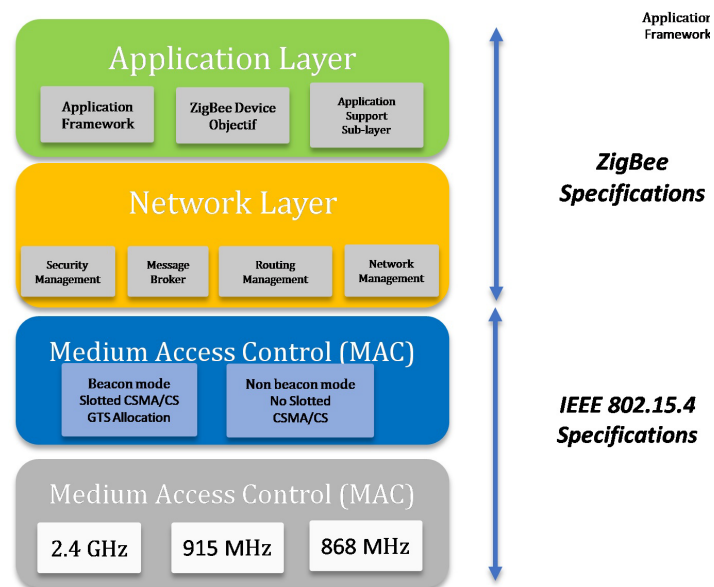 Application
Framework
Application Layer
Application
Framework
ZigBee Device
Objectif
Application
Support
Sub-layer
ZigBee
Specifications
Network Layer
Security
Management
Message
Broker
Routing
Management
Network
Management
Medium Access Control (MAC)
Beacon mode
Slotted CSMA/CS
GTS Allocation
Non beacon mode
No Slotted
CSMA/CS
IEEE 802.15.4
Specifications
Medium Access Control (MAC)
2.4 GHz
915 MHz
868 MHz